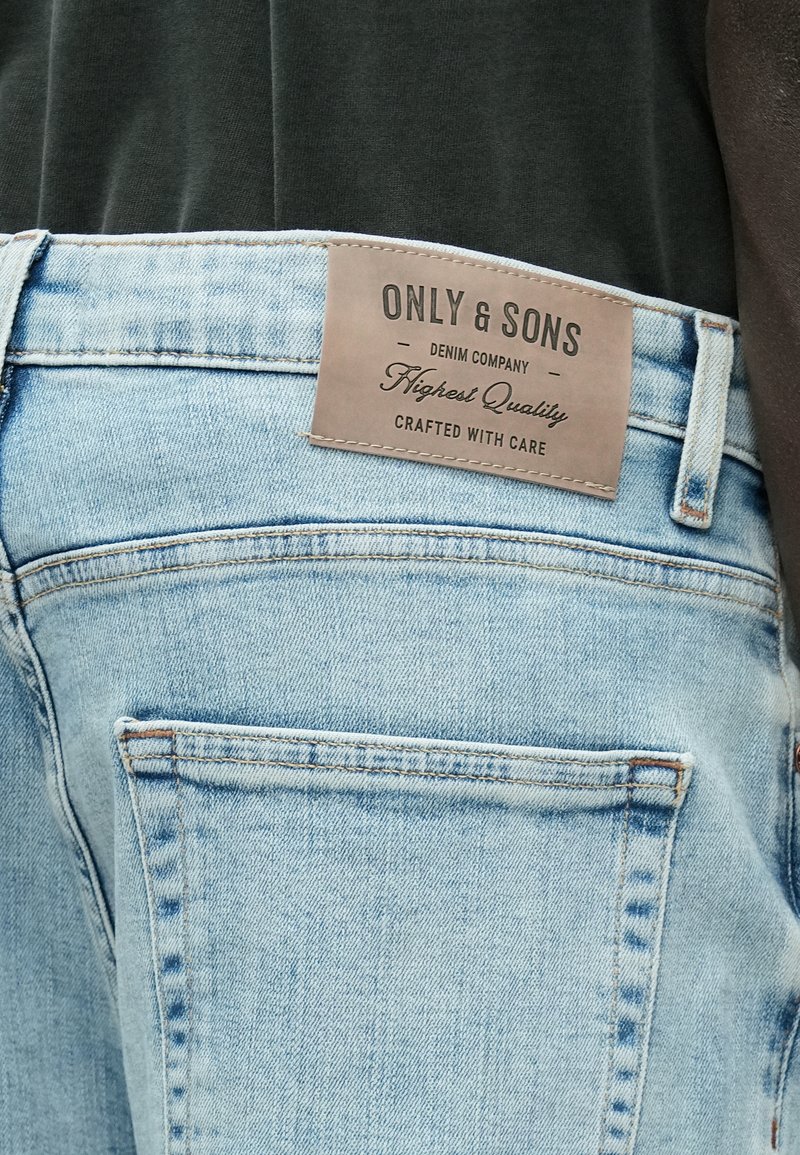 ONLY & SONS
- DENIM COMPANY -
Highest Quality
CRAFTED WITH CARE